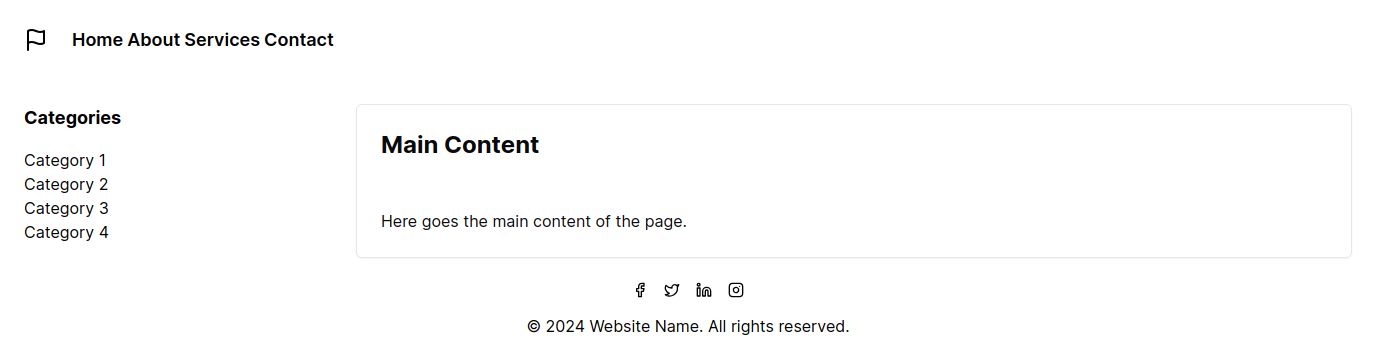 Home About Services Contact
Categories
Category 1
Category 2
Category 3
Category 4
Main Content
Here goes the main content of the page.
© 2024 Website Name. All rights reserved.